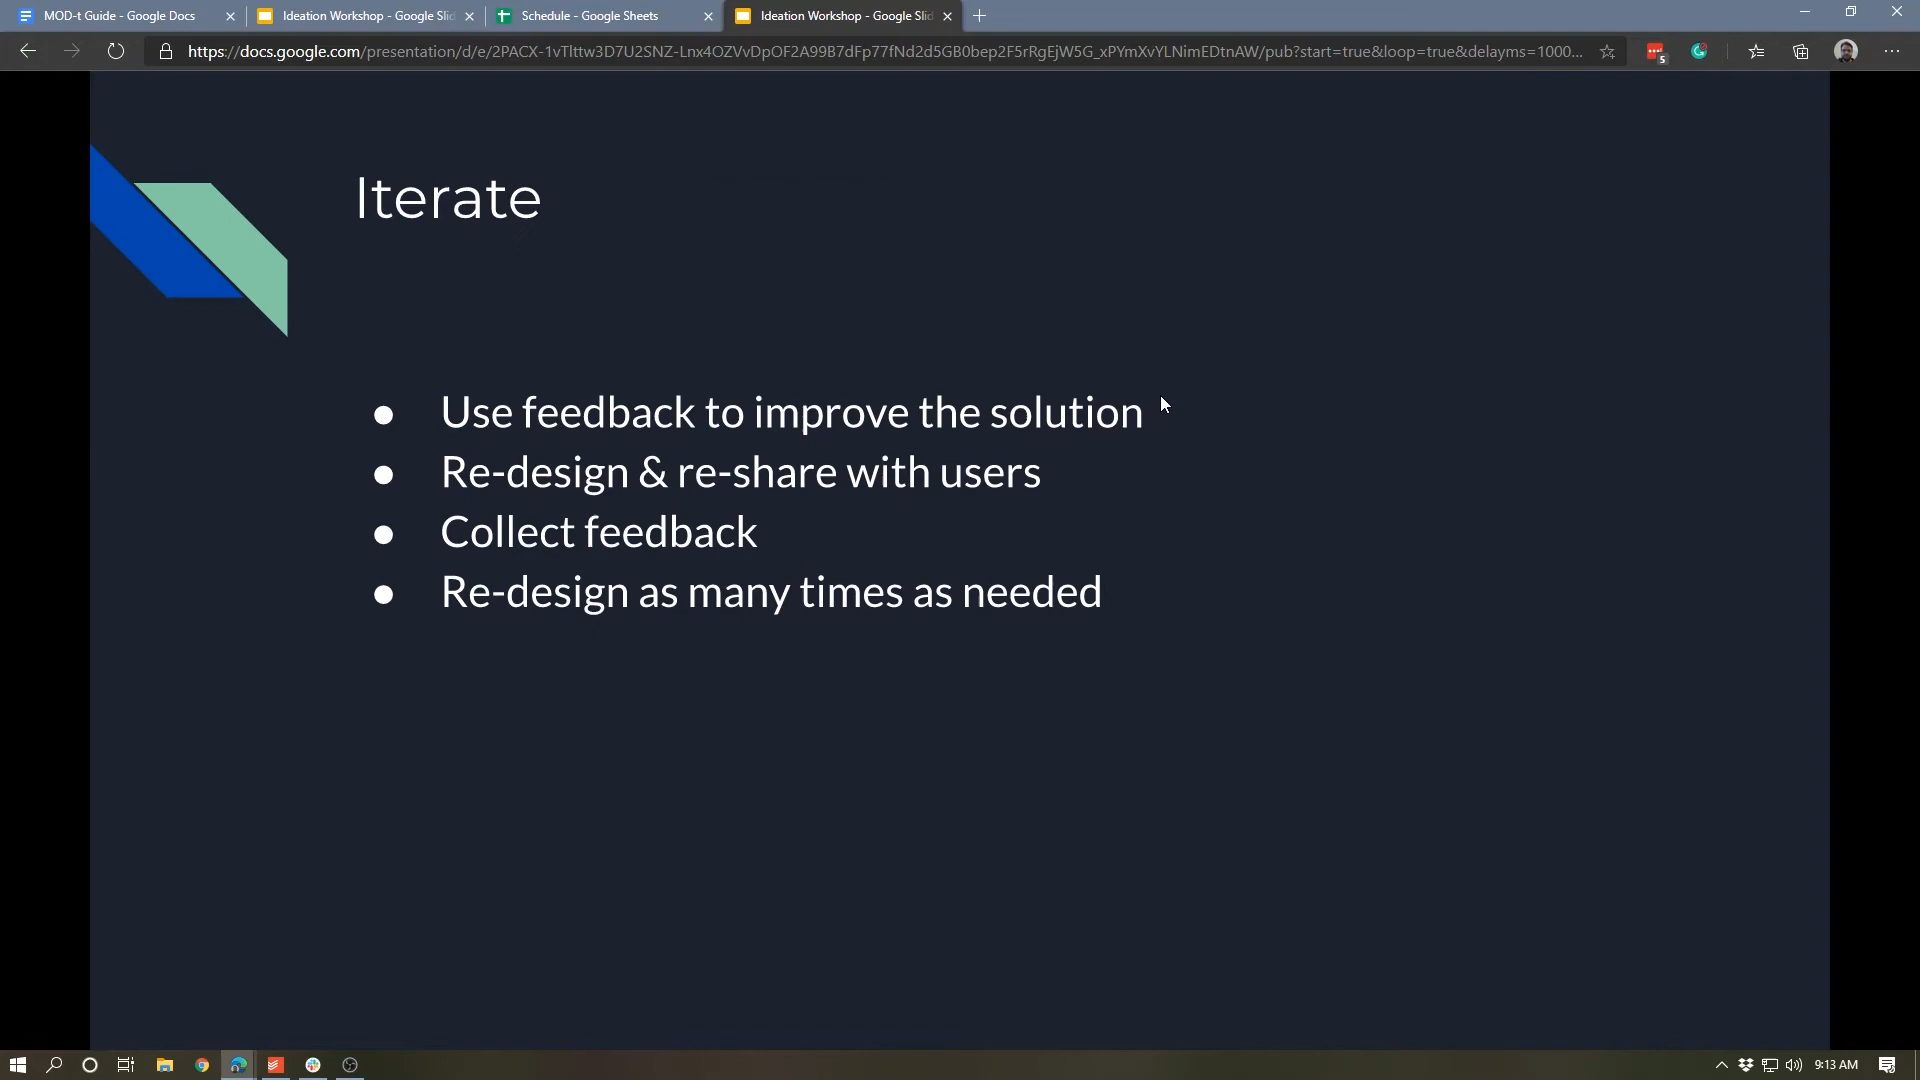 MOD-t Guide - Google Docs
Ideation Workshop - Google Slid
Schedule - Google Sheets
Ideation Workshop - Google Slid
https://docs.google.com/presentation/d/e/2PACX-1vTlttw3D7U2SNZ-Lnx4OZVvDpOF2A99B7dFp77fNd2d5GB0bep2F5rRgEjW5G_xPYmXvYLNimEDtnAW/pub?start=true&loop=true&delayms=1000...
5
Iterate
● Use feedback to improve the solution
● Re-design & re-share with users
● Collect feedback
● Re-design as many times as needed
9:13 AM